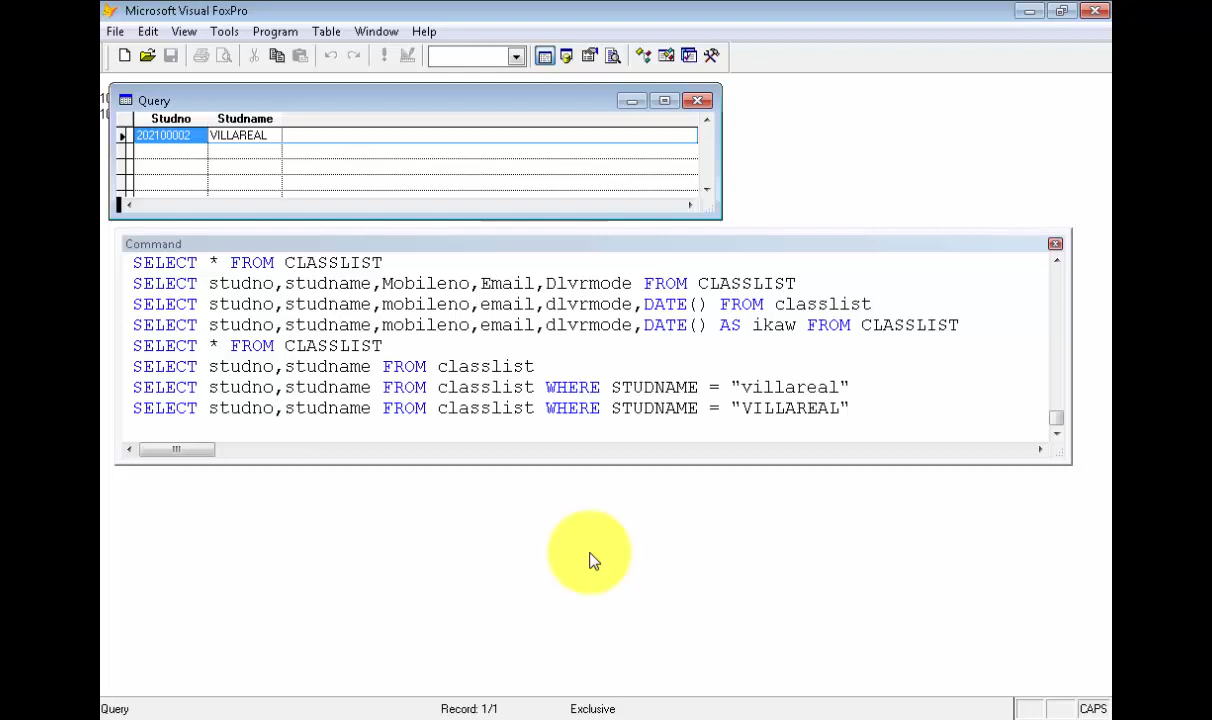 Microsoft Visual FoxPro
File Edit View Tools Program Table Window Help
Query
Studno Studname
202100002 VILLAREAL
Command
SELECT * FROM CLASSLIST
SELECT studno,studname,Mobileno,Email,Dlvrmode FROM CLASSLIST
SELECT studno,studname,mobileno,email,dlvrmode,DATE() FROM classlist
SELECT studno,studname,mobileno,email,dlvrmode,DATE() AS ikaw FROM CLASSLIST
SELECT * FROM CLASSLIST
SELECT studno,studname FROM classlist
SELECT studno,studname FROM classlist WHERE STUDNAME = "villareal"
SELECT studno,studname FROM classlist WHERE STUDNAME = "VILLAREAL"
Query Record: 1/1 Exclusive CAPS